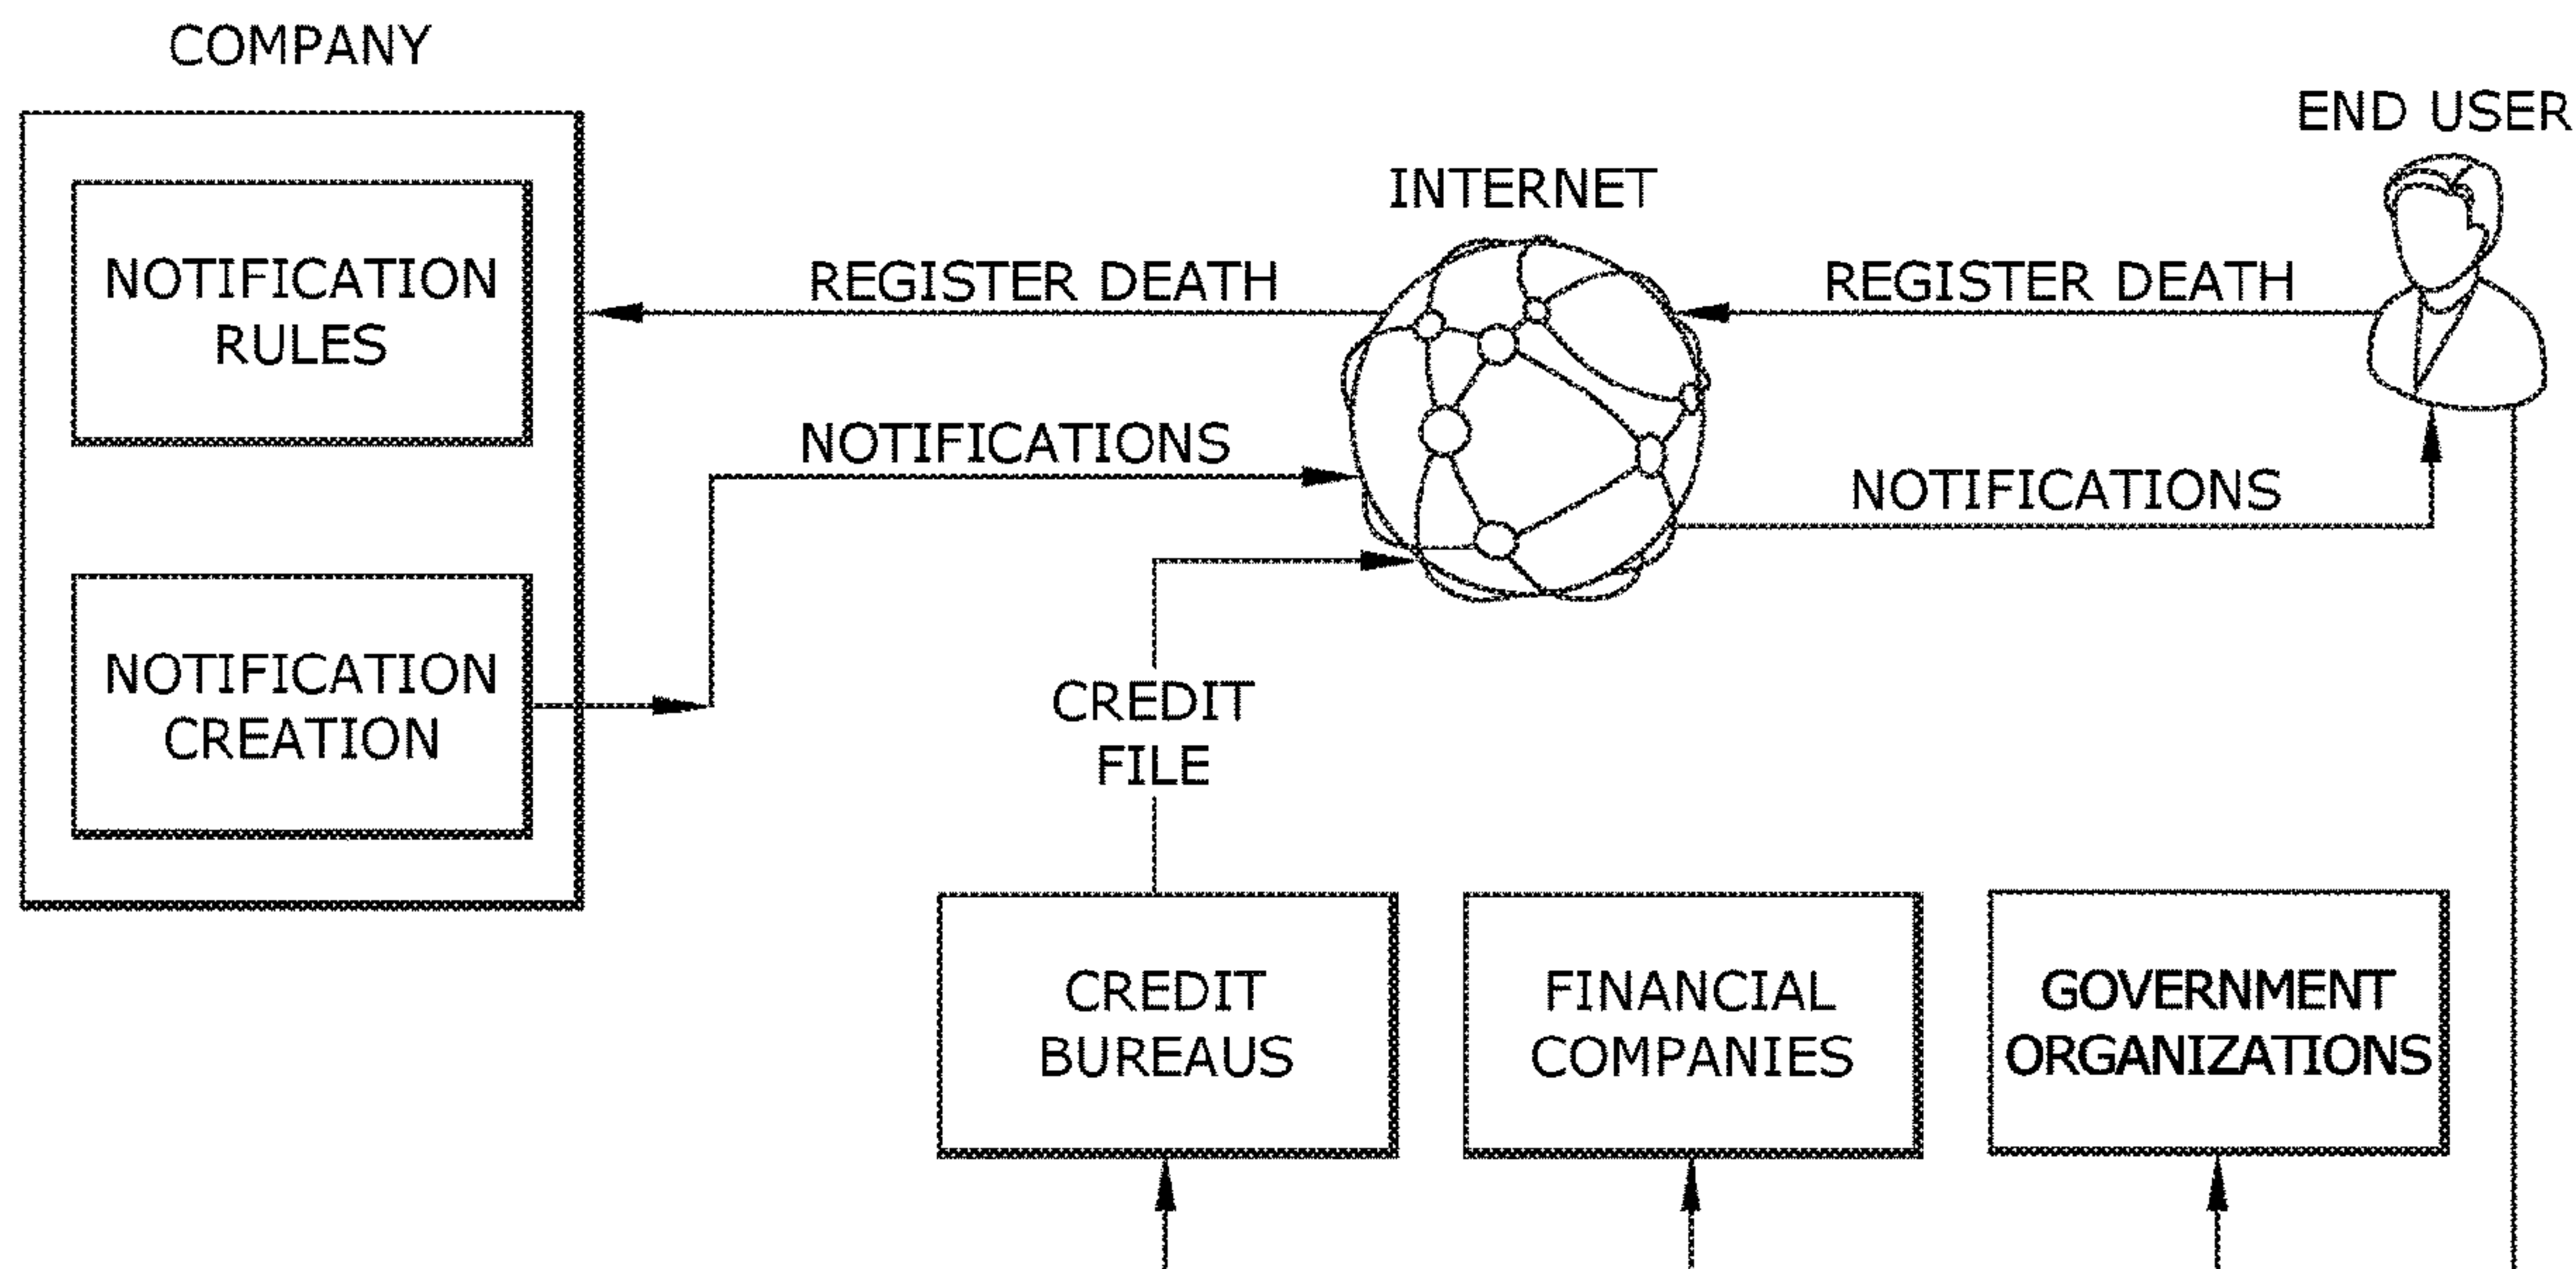 COMPANY
END USER
INTERNET
NOTIFICATION
RULES
REGISTER DEATH
REGISTER DEATH
NOTIFICATIONS
NOTIFICATIONS
NOTIFICATION
CREATION
CREDIT
FILE
CREDIT
BUREAUS
FINANCIAL
COMPANIES
GOVERNMENT
ORGANIZATIONS